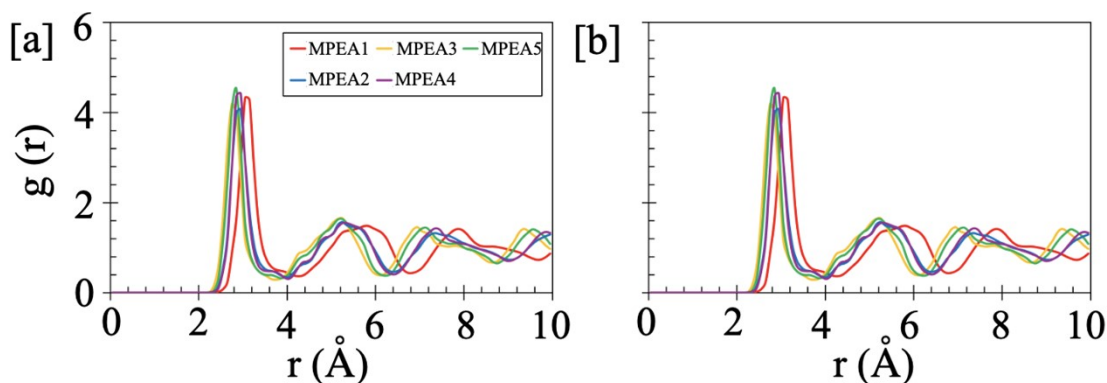 [a]
g (r)
6
4
2
0
MPEA1 MPEA3 MPEA5
MPEA2 MPEA4
0 2 4 6 8 10
r (Å)
[b]
0 2 4 6 8 10
r (Å)